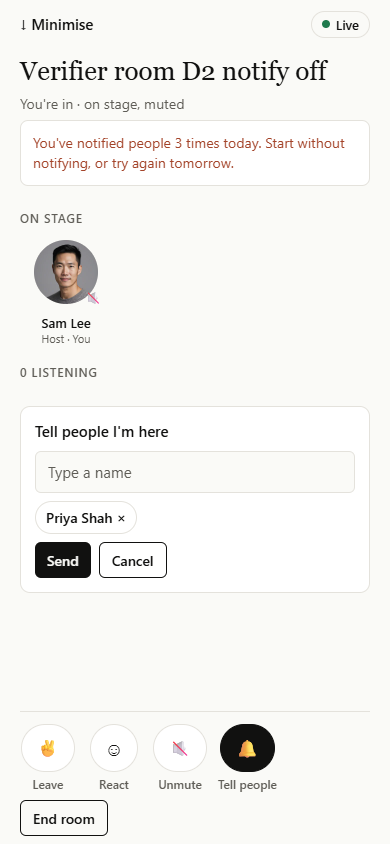 ↓ Minimise
Live
Verifier room D2 notify off
You're in · on stage, muted
You've notified people 3 times today. Start without
notifying, or try again tomorrow.
ON STAGE
Sam Lee
Host · You
0 LISTENING
Tell people I'm here
Type a name
Priya Shah ×
Send
Cancel
Leave
React
Unmute
Tell people
End room